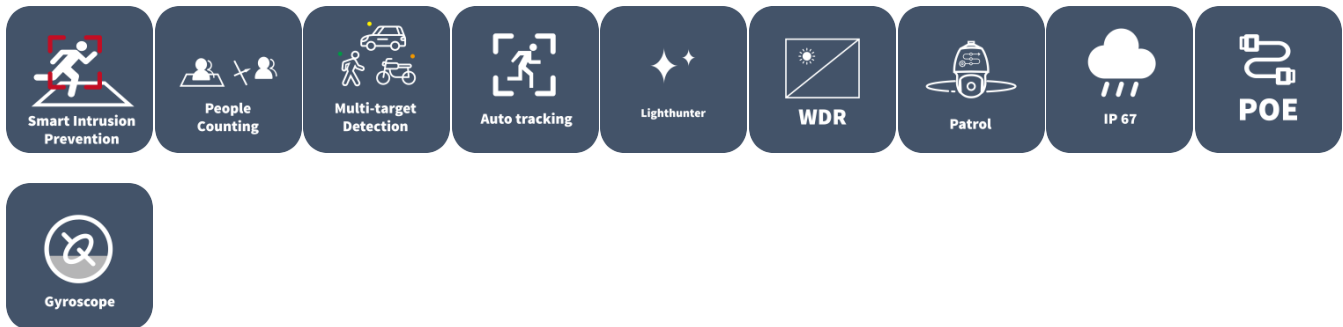 Smart Intrusion
Prevention
People
Counting
Multi-target
Detection
Auto tracking
Lighthunter
WDR
Patrol
IP 67
POE
Gyroscope